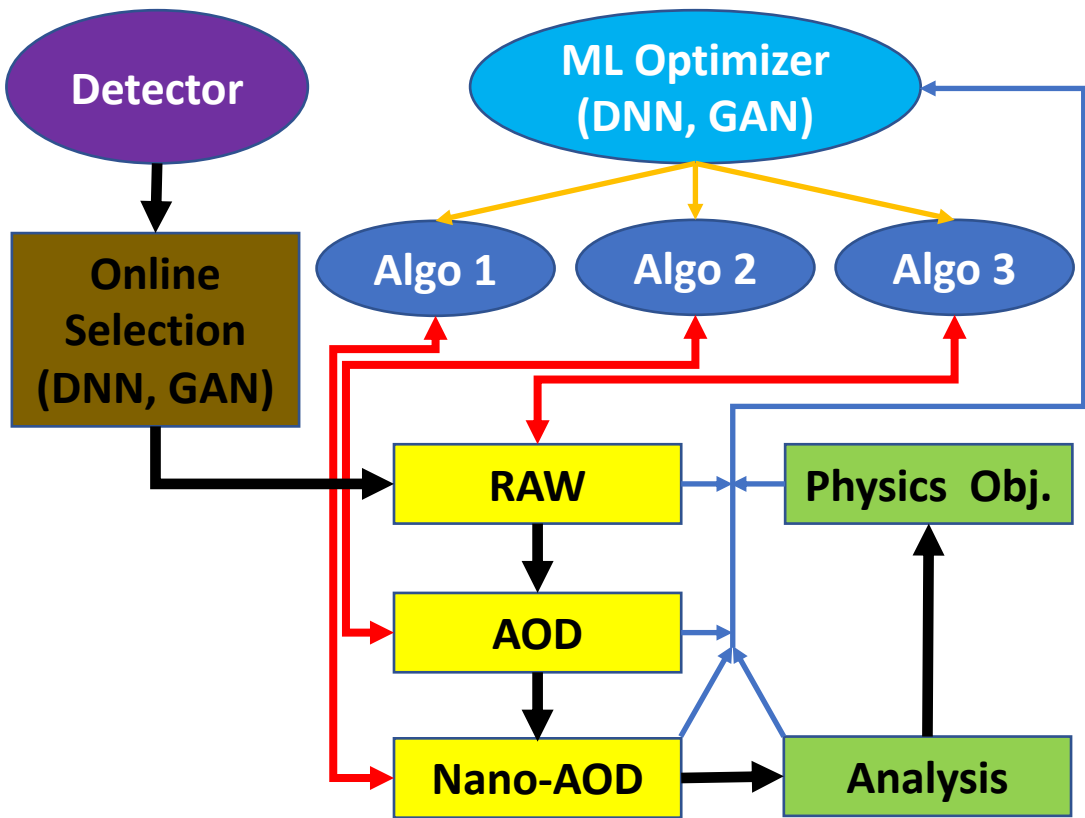 Detector
ML Optimizer
(DNN, GAN)
Online
Selection
(DNN, GAN)
Algo 1
Algo 2
Algo 3
RAW
Physics Obj.
AOD
Nano-AOD
Analysis